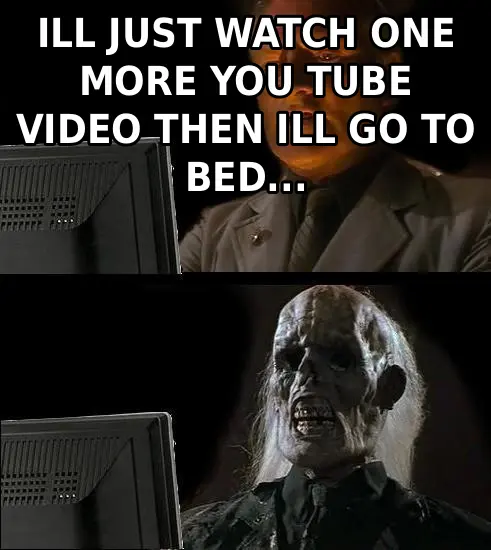 ILL JUST WATCH ONE
MORE YOU TUBE
VIDEO THEN ILL GO TO
BED...